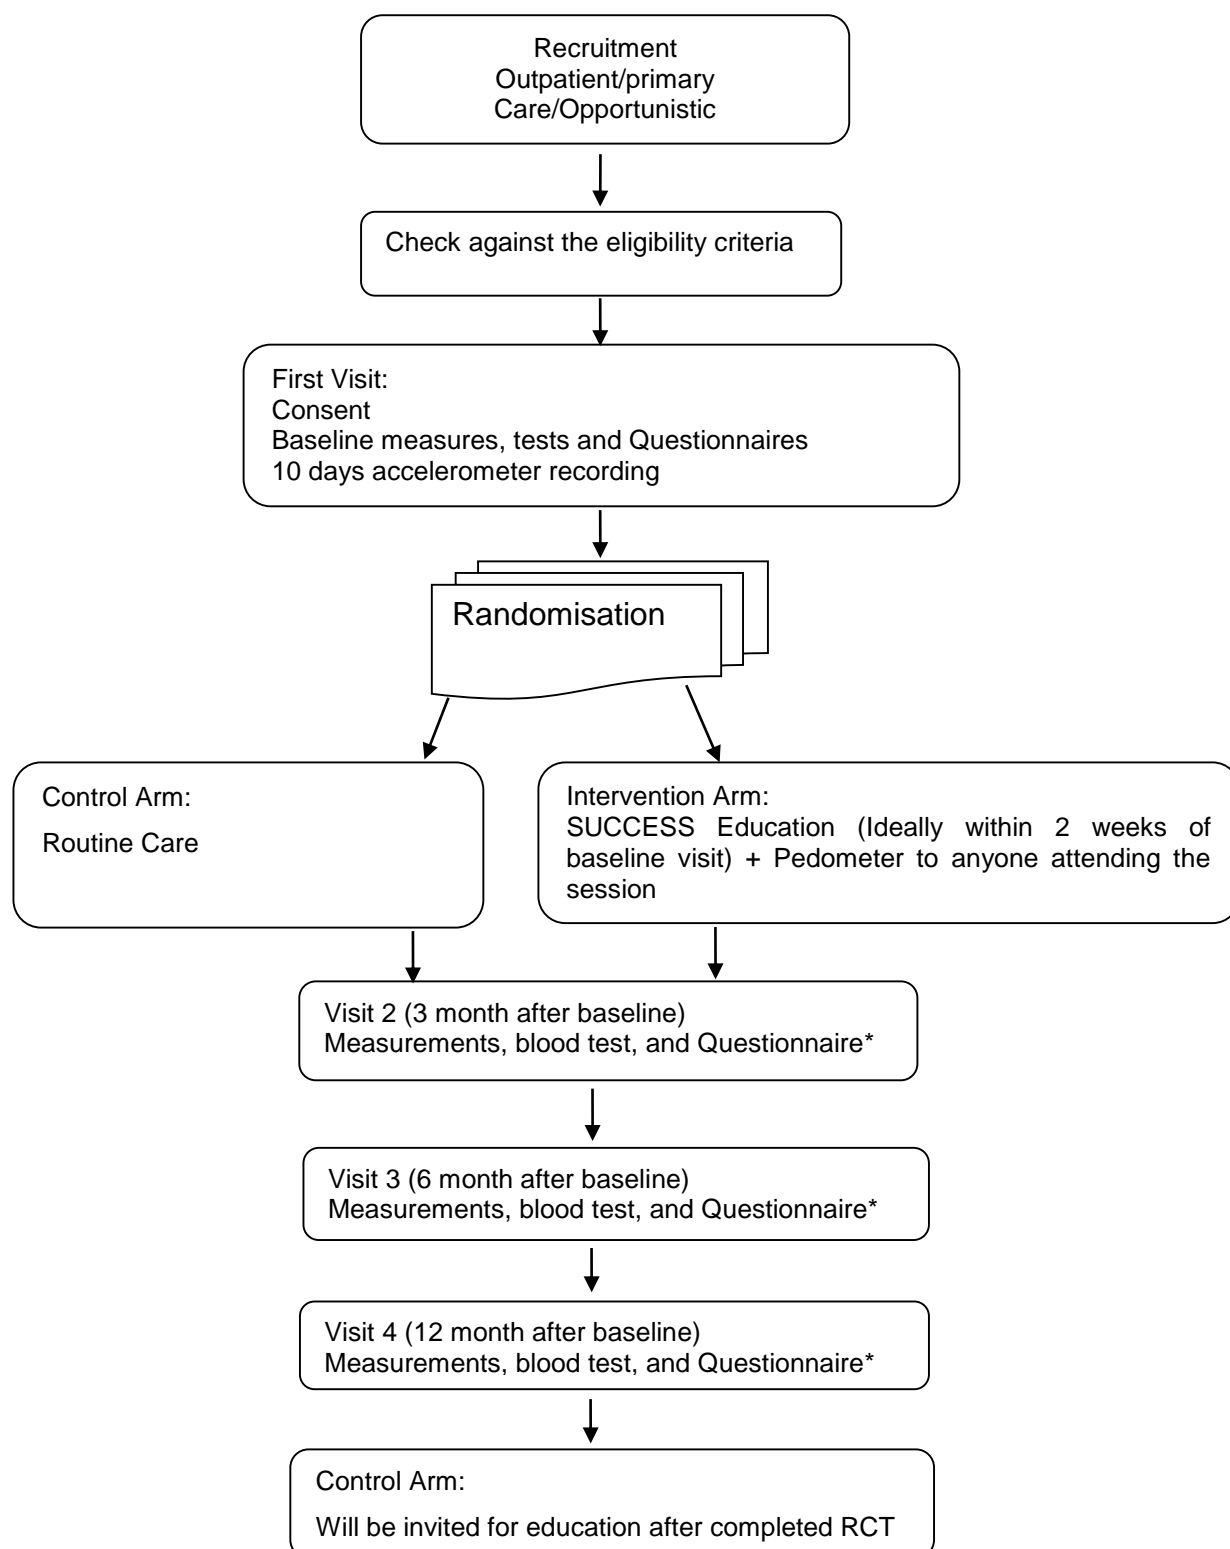 Recruitment
Outpatient/primary
Care/Opportunistic
Check against the eligibility criteria
First Visit:
Consent
Baseline measures, tests and Questionnaires
10 days accelerometer recording
Randomisation
Control Arm:
Routine Care
Intervention Arm:
SUCCESS Education (Ideally within 2 weeks of
baseline visit) + Pedometer to anyone attending the
session
Visit 2 (3 month after baseline)
Measurements, blood test, and Questionnaire*
Visit 3 (6 month after baseline)
Measurements, blood test, and Questionnaire*
Visit 4 (12 month after baseline)
Measurements, blood test, and Questionnaire*
Control Arm:
Will be invited for education after completed RCT